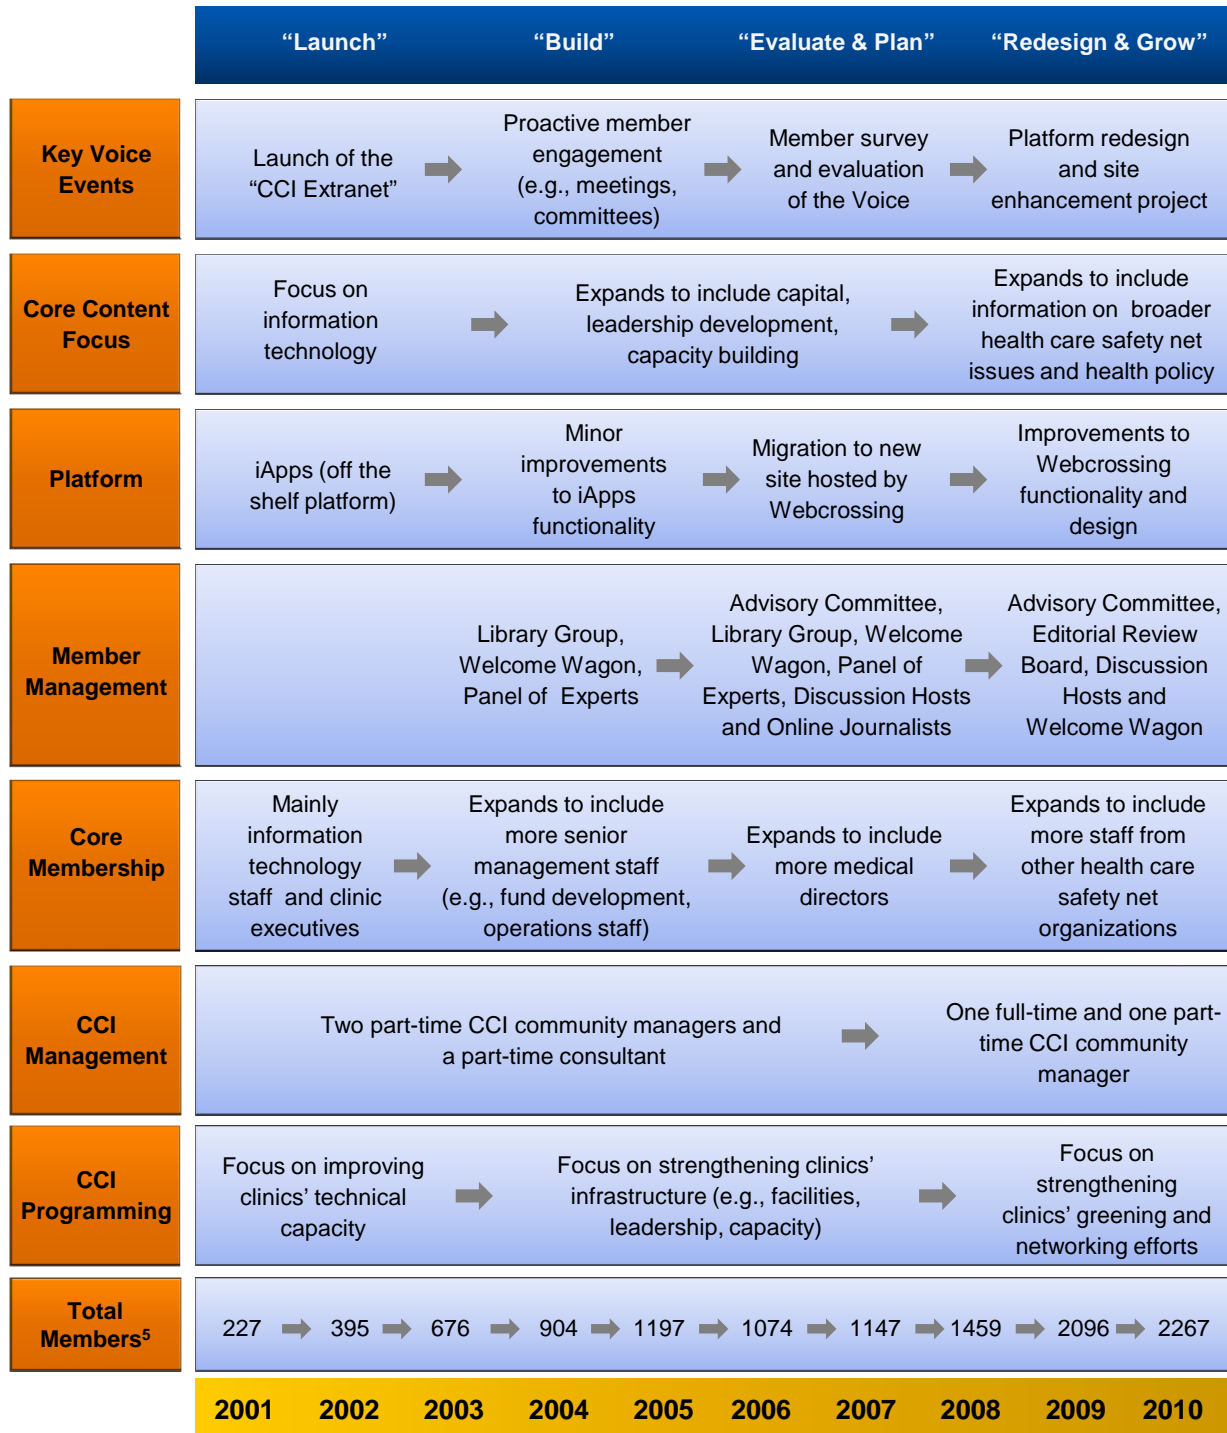 “Launch”
“Build”
“Evaluate & Plan”
“Redesign & Grow”
Key Voice
Events
Launch of the
“CCI Extranet”
Proactive member
engagement
(e.g., meetings,
committees)
Member survey
and evaluation
of the Voice
Platform redesign
and site
enhancement project
Core Content
Focus
Focus on
information
technology
Expands to include capital,
leadership development,
capacity building
Expands to include
information on broader
health care safety net
issues and health policy
Platform
iApps (off the
shelf platform)
Minor
improvements
to iApps
functionality
Migration to new
site hosted by
Webcrossing
Improvements to
Webcrossing
functionality and
design
Member
Management
Library Group,
Welcome Wagon,
Panel of Experts
Advisory Committee,
Library Group, Welcome
Wagon, Panel of
Experts, Discussion Hosts
and Online Journalists
Advisory Committee,
Editorial Review
Board, Discussion
Hosts and
Welcome Wagon
Core
Membership
Mainly
information
technology
staff and clinic
executives
Expands to include
more senior
management staff
(e.g., fund development,
operations staff)
Expands to include
more medical
directors
Expands to include
more staff from
other health care
safety net
organizations
CCI
Management
Two part-time CCI community managers and
a part-time consultant
One full-time and one part-
time CCI community
manager
CCI
Programming
Focus on improving
clinics’ technical
capacity
Focus on strengthening clinics’
infrastructure (e.g., facilities,
leadership, capacity)
Focus on
strengthening
clinics’ greening and
networking efforts
Total
Members⁵
227 395 676 904 1197 1074 1147 1459 2096 2267
2001 2002 2003 2004 2005 2006 2007 2008 2009 2010